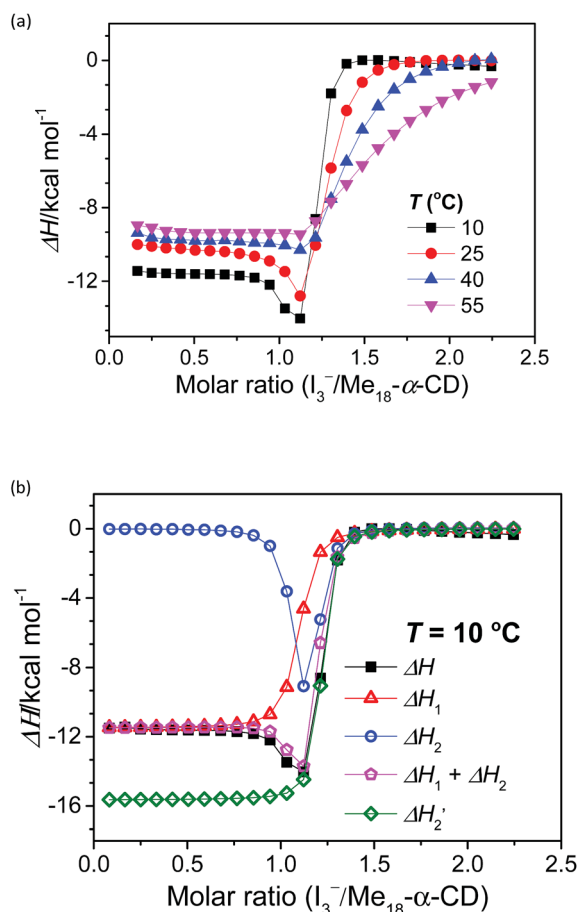 (a)
0
-4
-8
-12
ΔH/kcal mol⁻¹
T (°C)
10
25
40
55
0.0 0.5 1.0 1.5 2.0 2.5
Molar ratio (I₃⁻/Me₁₈-α-CD)
(b)
0
-4
-8
-12
-16
ΔH/kcal mol⁻¹
T = 10 °C
ΔH
ΔH₁
ΔH₂
ΔH₁ + ΔH₂
ΔH₂'
0.0 0.5 1.0 1.5 2.0 2.5
Molar ratio (I₃⁻/Me₁₈-α-CD)